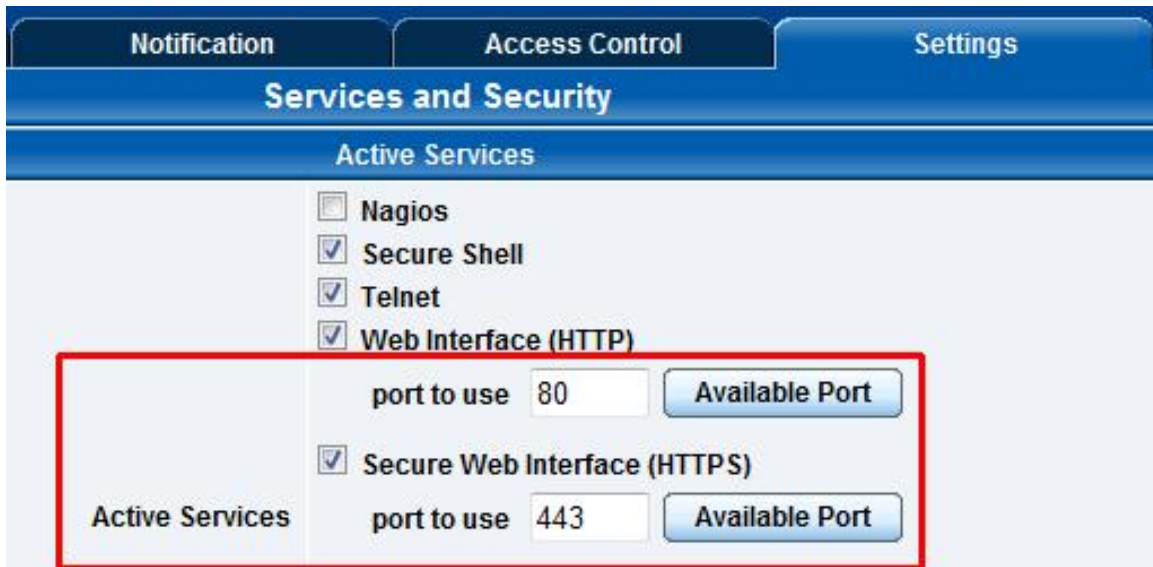 Notification Access Control Settings
Services and Security
Active Services
Nagios
Secure Shell
Telnet
Web Interface (HTTP)
port to use 80 Available Port
Secure Web Interface (HTTPS)
Active Services port to use 443 Available Port